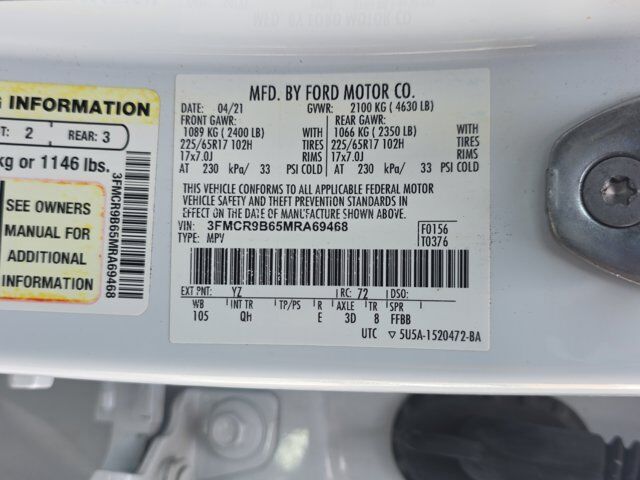 MFD. BY FORD MOTOR CO.
G INFORMATION
T: 2 REAR: 3
kg or 1146 lbs.
SEE OWNERS
MANUAL FOR
ADDITIONAL
INFORMATION
3FMCR9B65MRA69468
MFD. BY FORD MOTOR CO.
DATE: 04/21 GVWR: 2100 KG (4630 LB)
FRONT GAWR: REAR GAWR:
1089 KG (2400 LB) 1066 KG (2350 LB)
225/65R17 102H TIRES 225/65R17 102H TIRES
17x7.0J RIMS 17x7.0J RIMS
AT 230 kPa/ 33 PSI COLD AT 230 kPa/ 33 PSI COLD
THIS VEHICLE CONFORMS TO ALL APPLICABLE FEDERAL MOTOR
VEHICLE SAFETY AND THEFT PREVENTION STANDARDS IN
EFFECT ON THE DATE OF MANUFACTURE SHOWN ABOVE.
VIN: 3FMCR9B65MRA69468 F0156
TYPE: MPV T0376
EXT PNT: YZ RC: 72 DSO:
WB INT TR TP/PS R AXLE TR SPR
105 Qh E 3D 8 FFBB
UTC ▽5U5A-1520472-BA